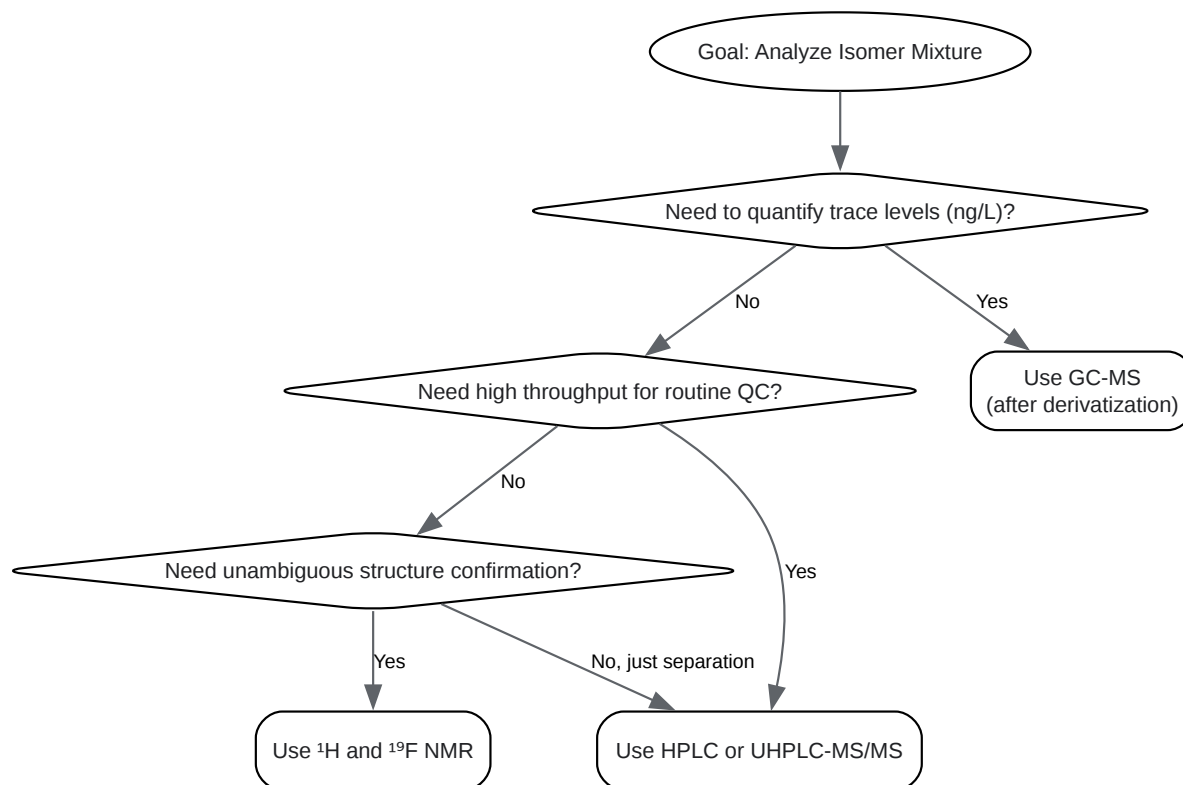 Goal: Analyze Isomer Mixture
Need to quantify trace levels (ng/L)?
No
Yes
Need high throughput for routine QC?
Use GC-MS
(after derivatization)
No
Need unambiguous structure confirmation?
Yes
Yes
No, just separation
Use ¹H and ¹⁹F NMR
Use HPLC or UHPLC-MS/MS